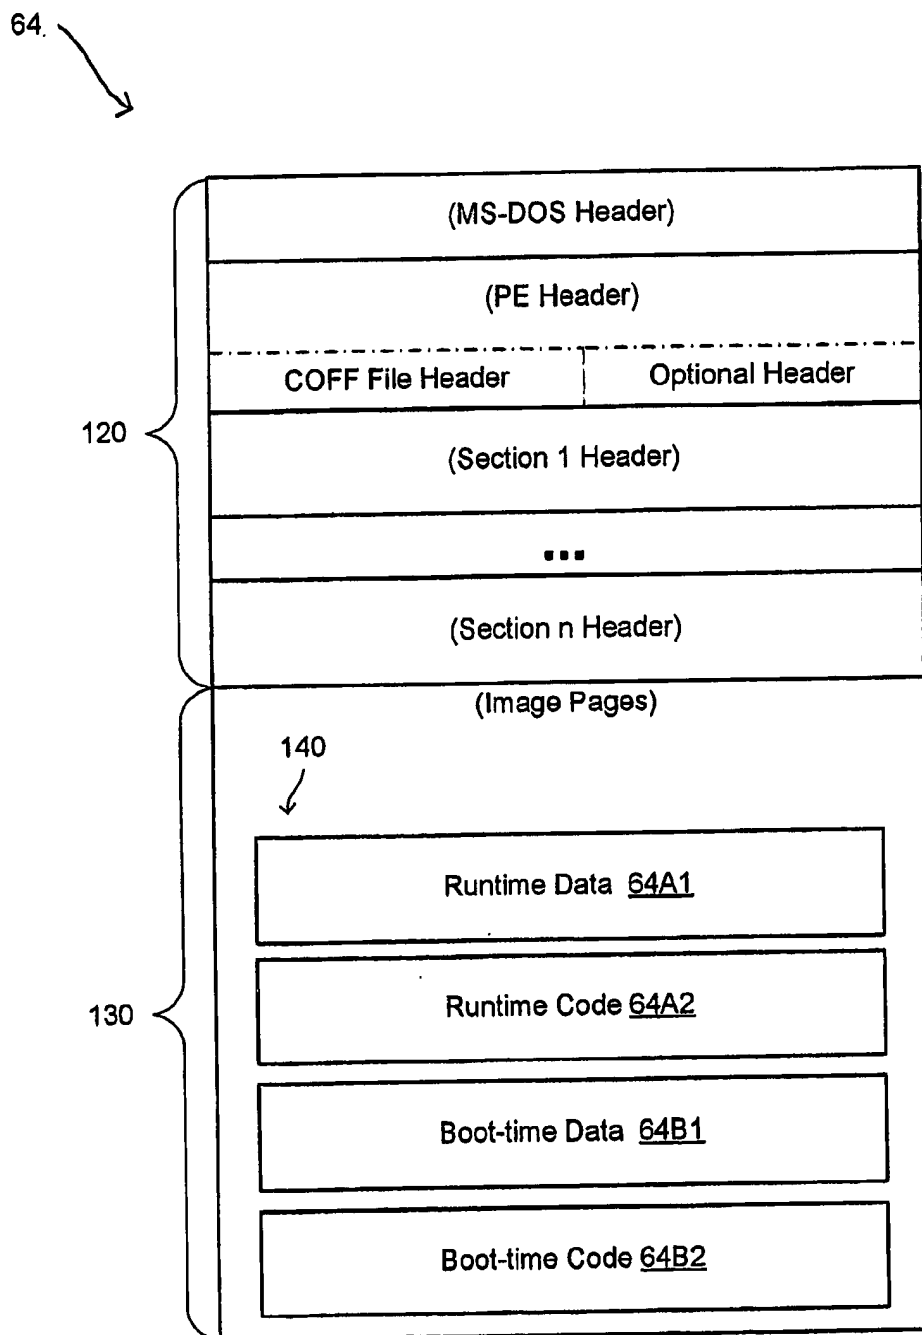 64.
(MS-DOS Header)
(PE Header)
COFF File Header
Optional Header
120
(Section 1 Header)
...
(Section n Header)
(Image Pages)
140
Runtime Data 64A1
130
Runtime Code 64A2
Boot-time Data 64B1
Boot-time Code 64B2